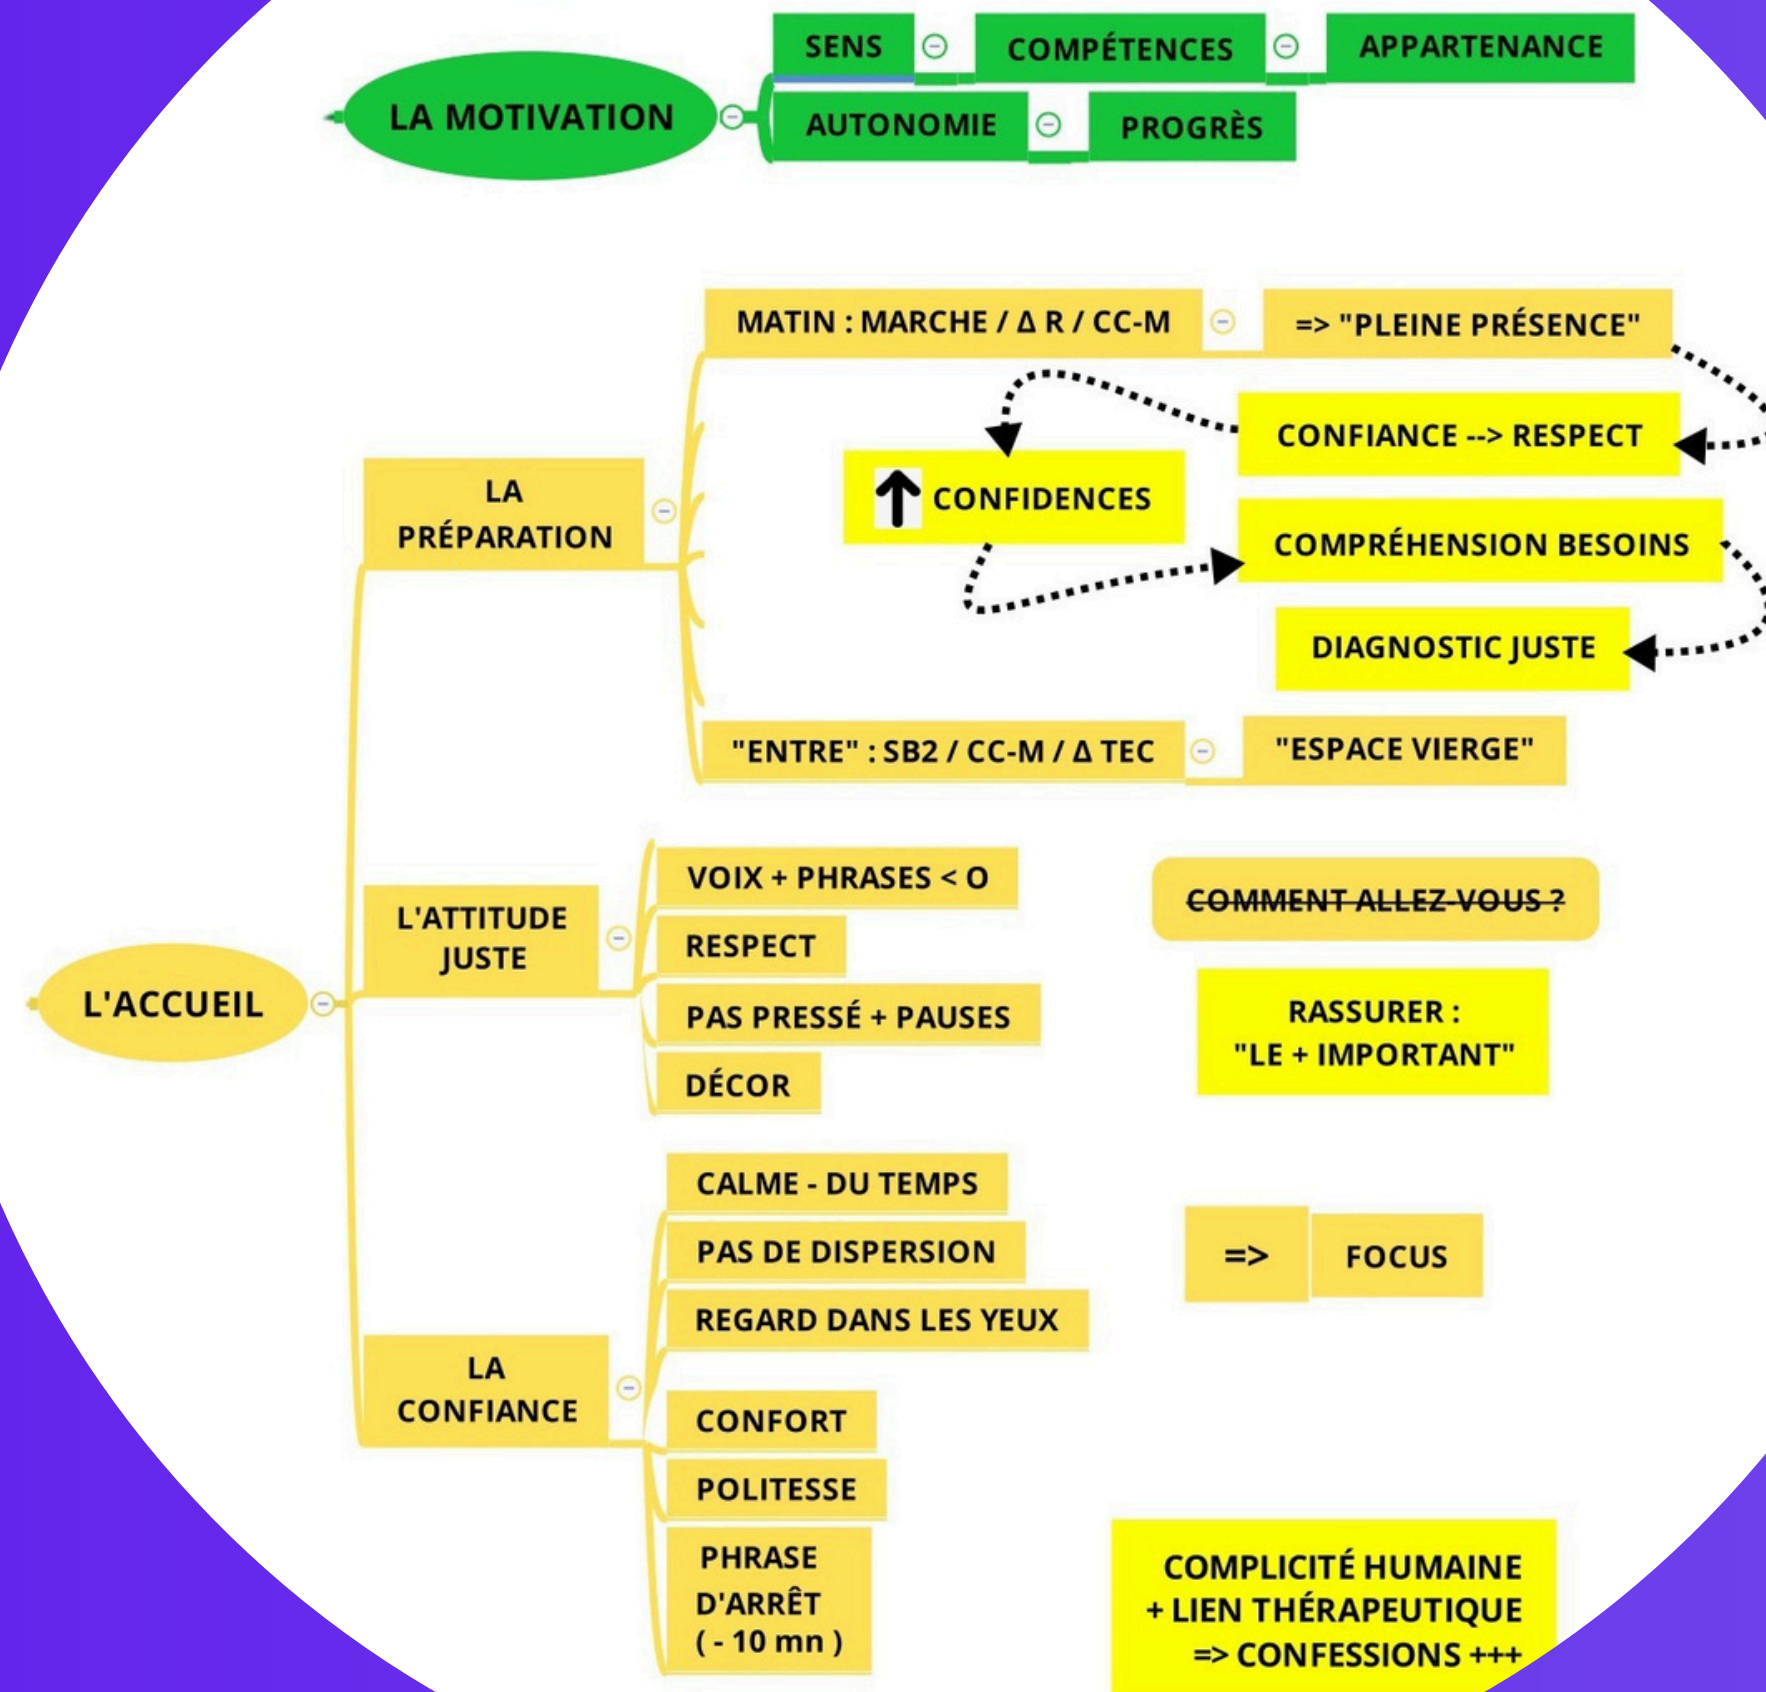 LA MOTIVATION
SENS
COMPÉTENCES
APPARTENANCE
AUTONOMIE
PROGRÈS
L'ACCUEIL
LA
PRÉPARATION
MATIN : MARCHE / Δ R / CC-M
=> "PLEINE PRÉSENCE"
CONFIANCE --> RESPECT
↑ CONFIDENCES
COMPRÉHENSION BESOINS
DIAGNOSTIC JUSTE
"ENTRE" : SB2 / CC-M / Δ TEC
"ESPACE VIERGE"
L'ATTITUDE
JUSTE
VOIX + PHRASES < O
RESPECT
PAS PRESSÉ + PAUSES
DÉCOR
COMMENT ALLEZ-VOUS ?
RASSURER :
"LE + IMPORTANT"
LA
CONFIANCE
CALME - DU TEMPS
PAS DE DISPERSION
REGARD DANS LES YEUX
=>
FOCUS
CONFORT
POLITESSE
PHRASE
D'ARRÊT
( - 10 mn )
COMPLICITÉ HUMAINE
+ LIEN THÉRAPEUTIQUE
=> CONFESSIONS +++